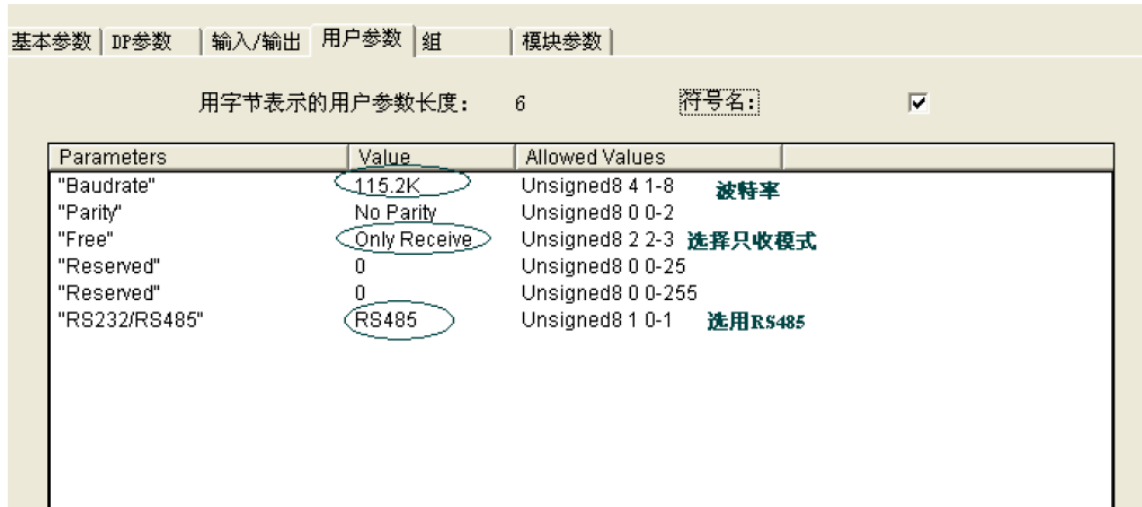 基本参数 DP参数 输入/输出 用户参数 组 模块参数
用字节表示的用户参数长度： 6 符号名：
Parameters Value Allowed Values
"Baudrate" 115.2K Unsigned8 4 1-8 波特率
"Parity" No Parity Unsigned8 0 0-2
"Free" Only Receive Unsigned8 2 2-3 选择只收模式
"Reserved" 0 Unsigned8 0 0-25
"Reserved" 0 Unsigned8 0 0-255
"RS232/RS485" RS485 Unsigned8 1 0-1 选用RS485